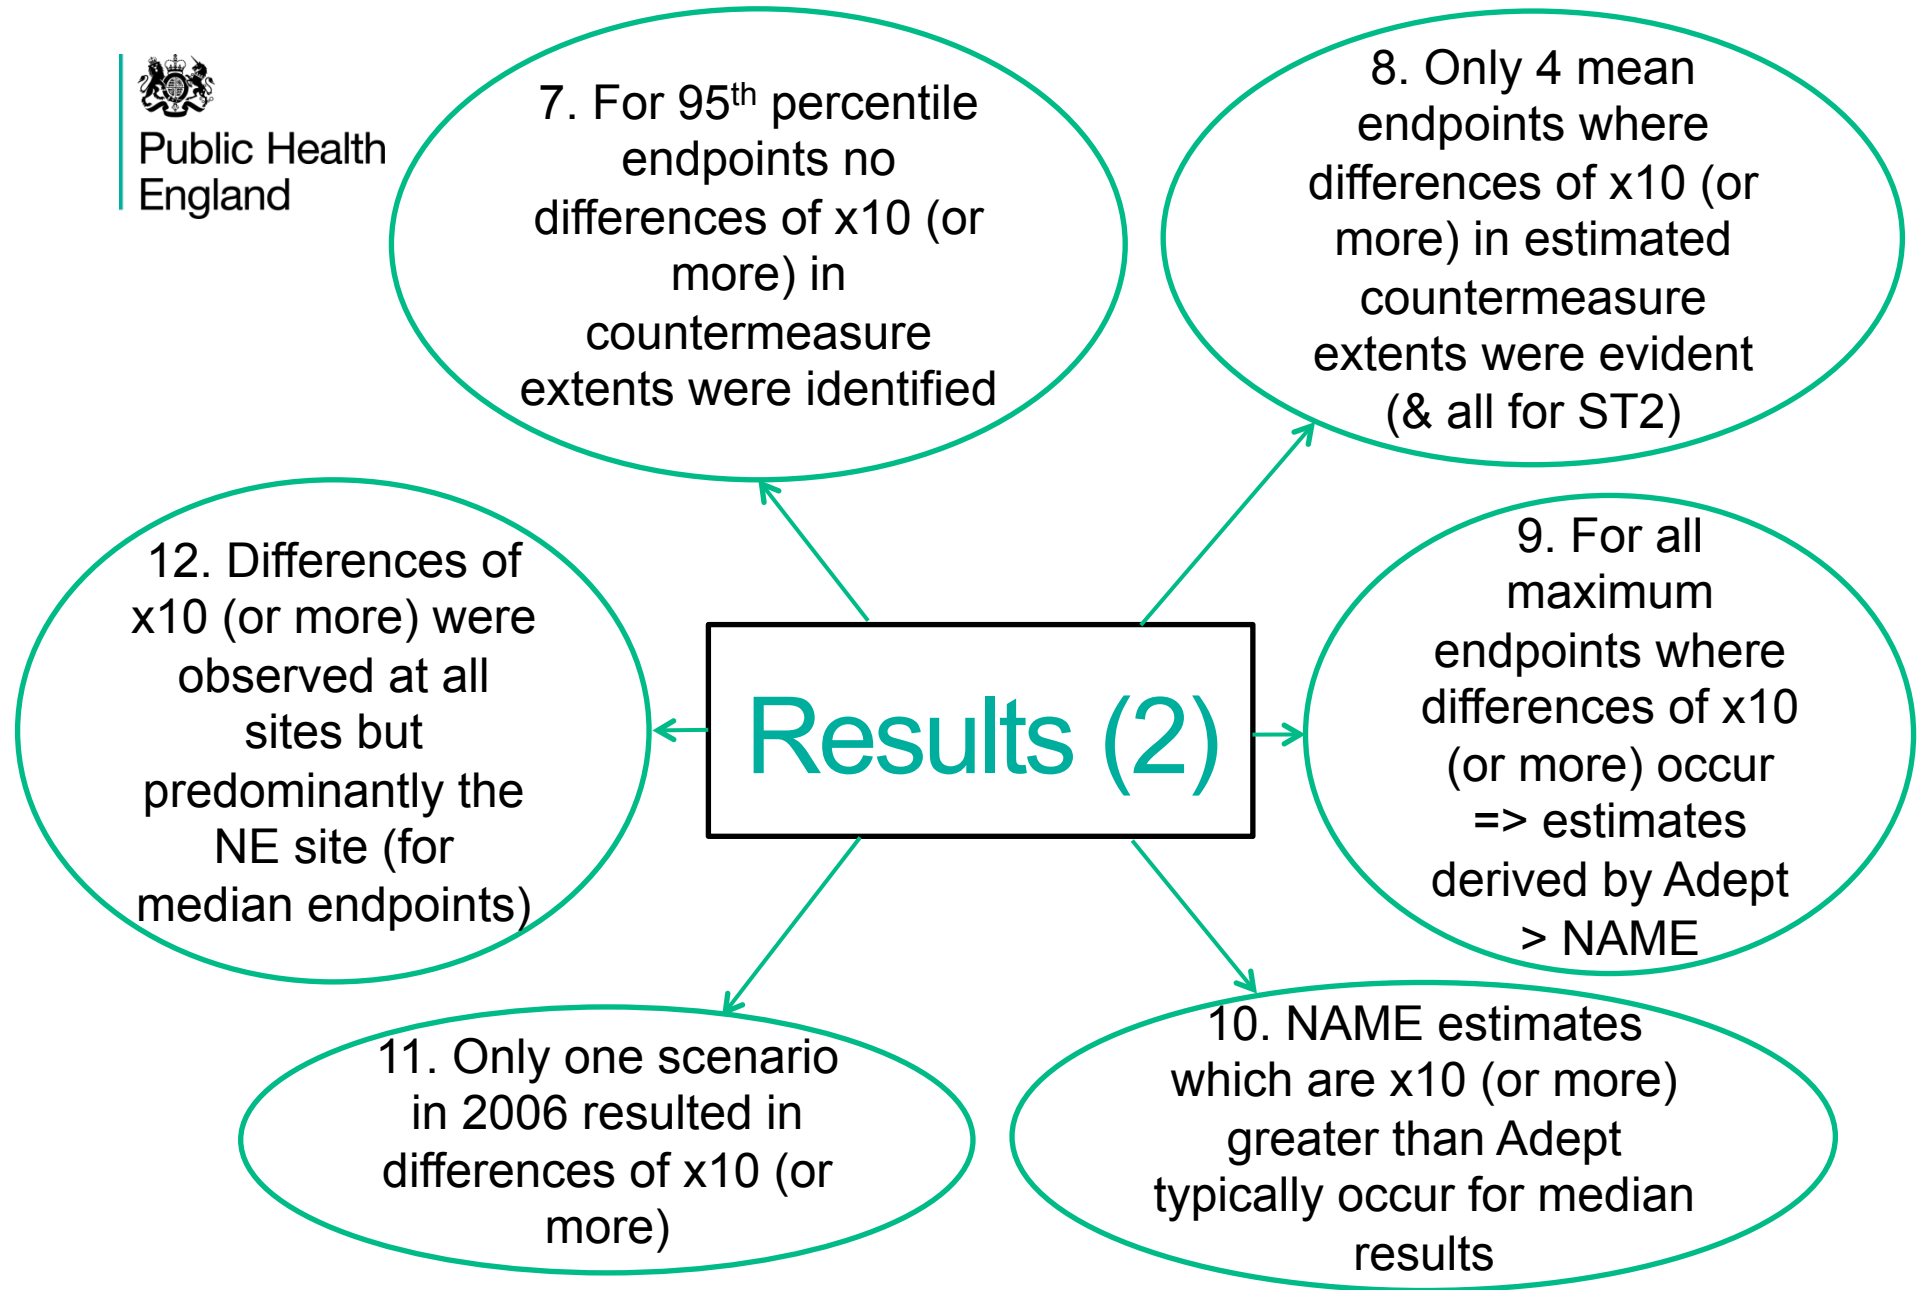 Public Health
England
7. For 95th percentile
endpoints no
differences of x10 (or
more) in
countermeasure
extents were identified
8. Only 4 mean
endpoints where
differences of x10 (or
more) in estimated
countermeasure
extents were evident
(& all for ST2)
9. For all
maximum
endpoints where
differences of x10
(or more) occur
=> estimates
derived by Adept
> NAME
10. NAME estimates
which are x10 (or more)
greater than Adept
typically occur for median
results
11. Only one scenario
in 2006 resulted in
differences of x10 (or
more)
12. Differences of
x10 (or more) were
observed at all
sites but
predominantly the
NE site (for
median endpoints)
Results (2)